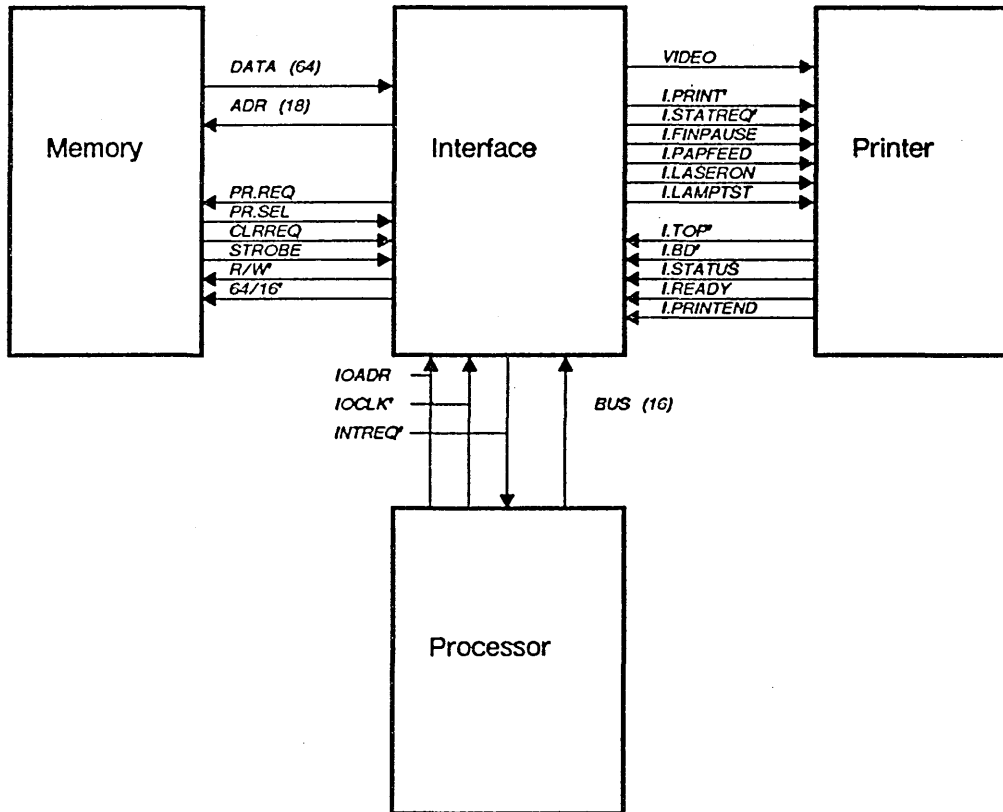 Memory
DATA (64)
ADR (18)
PR.REQ
PR.SEL
CLRREQ
STROBE
R/W'
64/16'
Interface
VIDEO
I.PRINT'
I.STATREQ'
I.FINPAUSE
I.PAPFEED
I.LASERON
I.LAMPTST
I.TOP'
I.BD'
I.STATUS
I.READY
I.PRINTEND
Printer
IOADR
IOCLK'
INTREQ'
BUS (16)
Processor